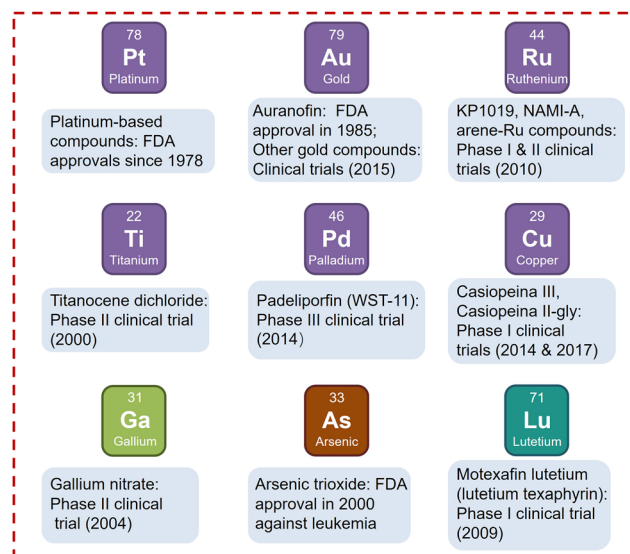 78
Pt
Platinum
Platinum-based
compounds: FDA
approvals since 1978
79
Au
Gold
Auranofin: FDA
approval in 1985;
Other gold compounds:
Clinical trials (2015)
44
Ru
Ruthenium
KP1019, NAMI-A,
arene-Ru compounds:
Phase I & II clinical
trials (2010)
22
Ti
Titanium
Titanocene dichloride:
Phase II clinical trial
(2000)
46
Pd
Palladium
Padeliporfin (WST-11):
Phase III clinical trial
(2014)
29
Cu
Copper
Casiopeina III,
Casiopeina II-gly:
Phase I clinical
trials (2014 & 2017)
31
Ga
Gallium
Gallium nitrate:
Phase II clinical
trial (2004)
33
As
Arsenic
Arsenic trioxide: FDA
approval in 2000
against leukemia
71
Lu
Lutetium
Motexafin lutetium
(lutetium texaphyrin):
Phase I clinical trial
(2009)